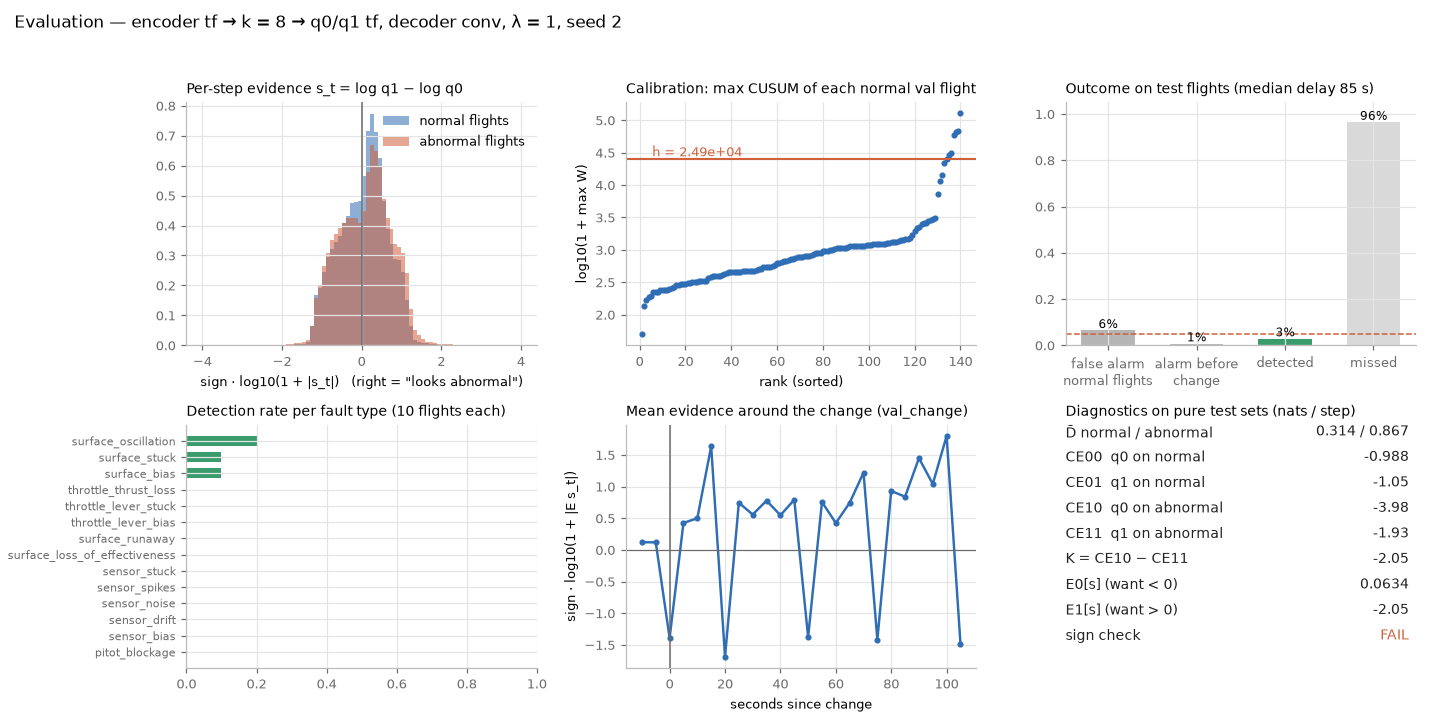 Evaluation — encoder tf → k = 8 → q0/q1 tf, decoder conv, λ = 1, seed 2
Per-step evidence s_t = log q1 − log q0
0.8
0.7
0.6
0.5
0.4
0.3
0.2
0.1
0.0
normal flights
abnormal flights
−4
−2
0
2
4
sign · log10(1 + |s_t|)   (right = "looks abnormal")
Calibration: max CUSUM of each normal val flight
log10(1 + max W)
5.0
4.5
4.0
3.5
3.0
2.5
2.0
h = 2.49e+04
0
20
40
60
80
100
120
140
rank (sorted)
Outcome on test flights (median delay 85 s)
1.0
0.8
0.6
0.4
0.2
0.0
6%
1%
3%
96%
false alarm
normal flights
alarm before
change
detected
missed
Detection rate per fault type (10 flights each)
surface_oscillation
surface_stuck
surface_bias
throttle_thrust_loss
throttle_lever_stuck
throttle_lever_bias
surface_runaway
surface_loss_of_effectiveness
sensor_stuck
sensor_spikes
sensor_noise
sensor_drift
sensor_bias
pitot_blockage
0.0
0.2
0.4
0.6
0.8
1.0
Mean evidence around the change (val_change)
sign · log10(1 + |E s_t|)
1.5
1.0
0.5
0.0
−0.5
−1.0
−1.5
0
20
40
60
80
100
seconds since change
Diagnostics on pure test sets (nats / step)
D̄ normal / abnormal 0.314 / 0.867
CE00  q0 on normal -0.988
CE01  q1 on normal -1.05
CE10  q0 on abnormal -3.98
CE11  q1 on abnormal -1.93
K = CE10 − CE11 -2.05
E0[s] (want < 0) 0.0634
E1[s] (want > 0) -2.05
sign check FAIL